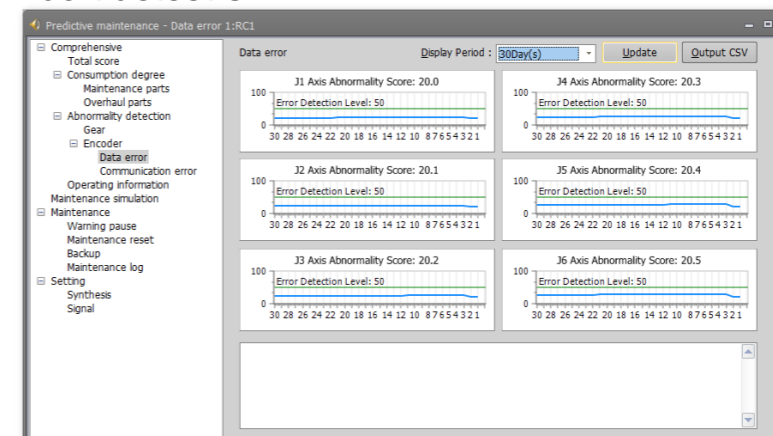 Predictive maintenance - Data error 1:RC1
Comprehensive
Total score
Consumption degree
Maintenance parts
Overhaul parts
Abnormality detection
Gear
Encoder
Data error
Communication error
Operating information
Maintenance simulation
Maintenance
Warning pause
Maintenance reset
Backup
Maintenance log
Setting
Synthesis
Signal
Data error Display Period : 30Day(s) Update Output CSV
J1 Axis Abnormality Score: 20.0
100
Error Detection Level: 50
0
30 28 26 24 22 20 18 16 14 12 10 8 7 6 5 4 3 2 1
J4 Axis Abnormality Score: 20.3
100
Error Detection Level: 50
0
30 28 26 24 22 20 18 16 14 12 10 8 7 6 5 4 3 2 1
J2 Axis Abnormality Score: 20.1
100
Error Detection Level: 50
0
30 28 26 24 22 20 18 16 14 12 10 8 7 6 5 4 3 2 1
J5 Axis Abnormality Score: 20.4
100
Error Detection Level: 50
0
30 28 26 24 22 20 18 16 14 12 10 8 7 6 5 4 3 2 1
J3 Axis Abnormality Score: 20.2
100
Error Detection Level: 50
0
30 28 26 24 22 20 18 16 14 12 10 8 7 6 5 4 3 2 1
J6 Axis Abnormality Score: 20.5
100
Error Detection Level: 50
0
30 28 26 24 22 20 18 16 14 12 10 8 7 6 5 4 3 2 1